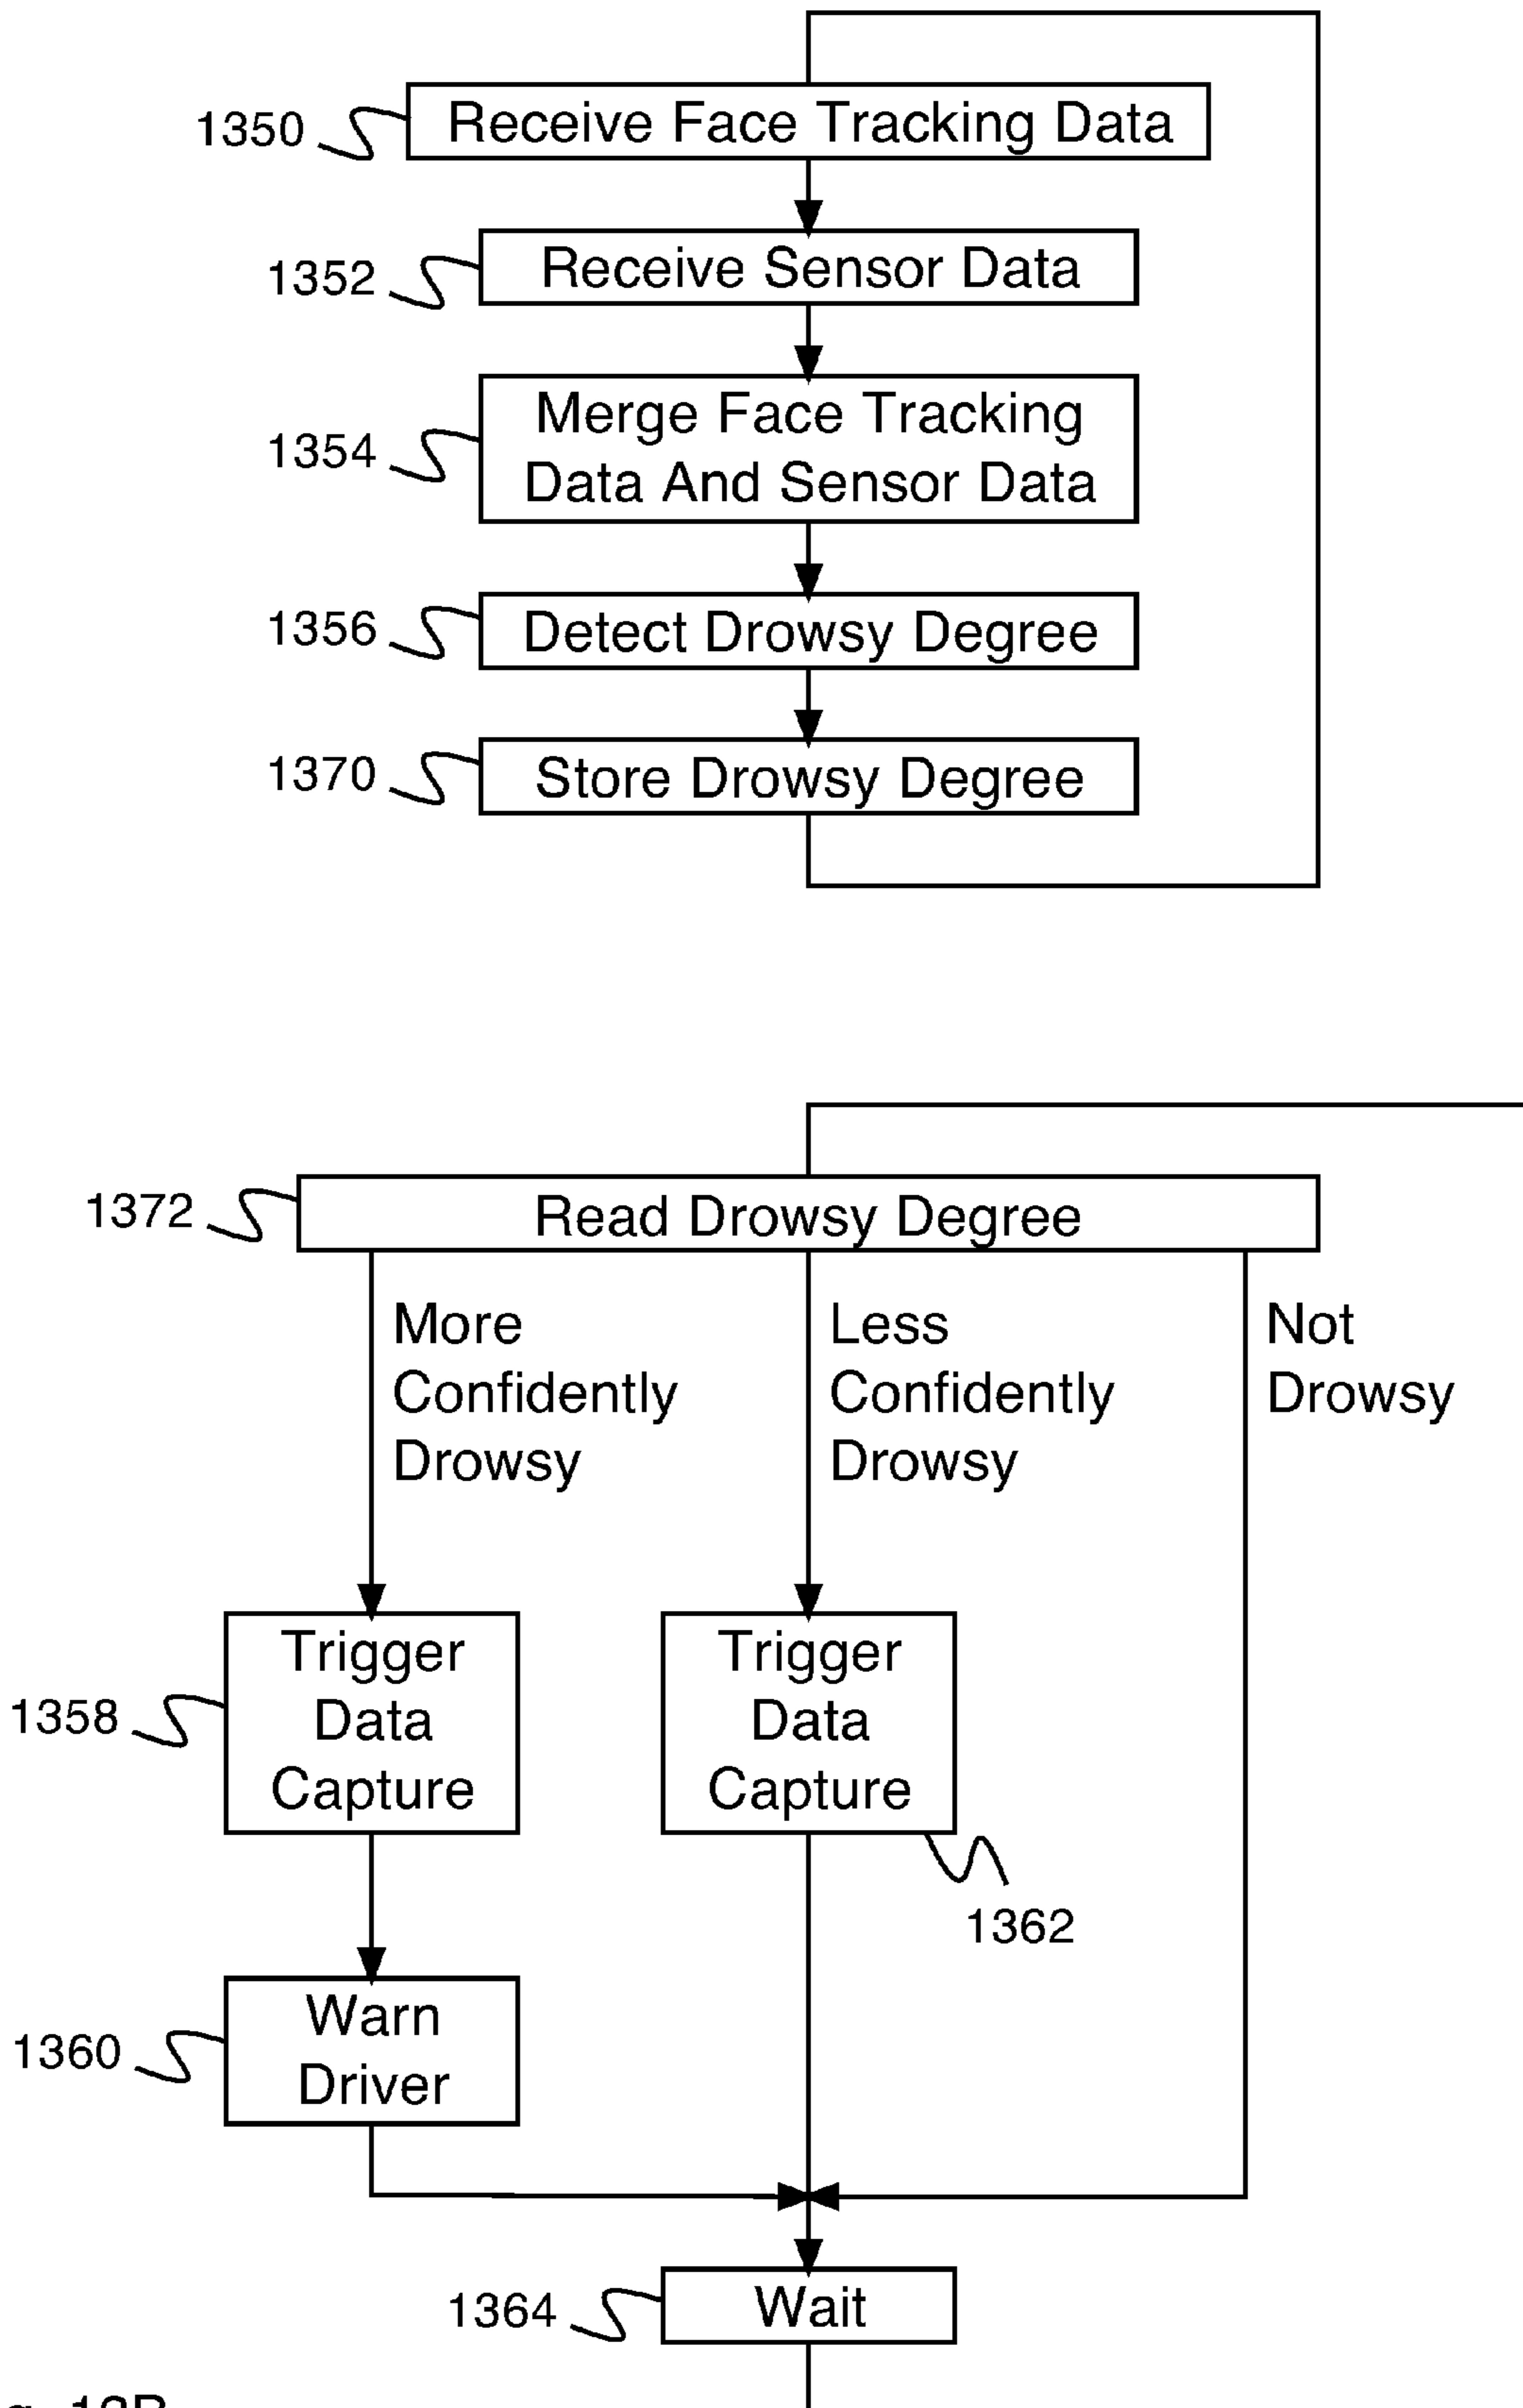 1350
Receive Face Tracking Data
1352
Receive Sensor Data
1354
Merge Face Tracking
Data And Sensor Data
1356
Detect Drowsy Degree
1370
Store Drowsy Degree
1372
Read Drowsy Degree
More
Confidently
Drowsy
Less
Confidently
Drowsy
Not
Drowsy
1358
Trigger
Data
Capture
Trigger
Data
Capture
1362
1360
Warn
Driver
1364
Wait